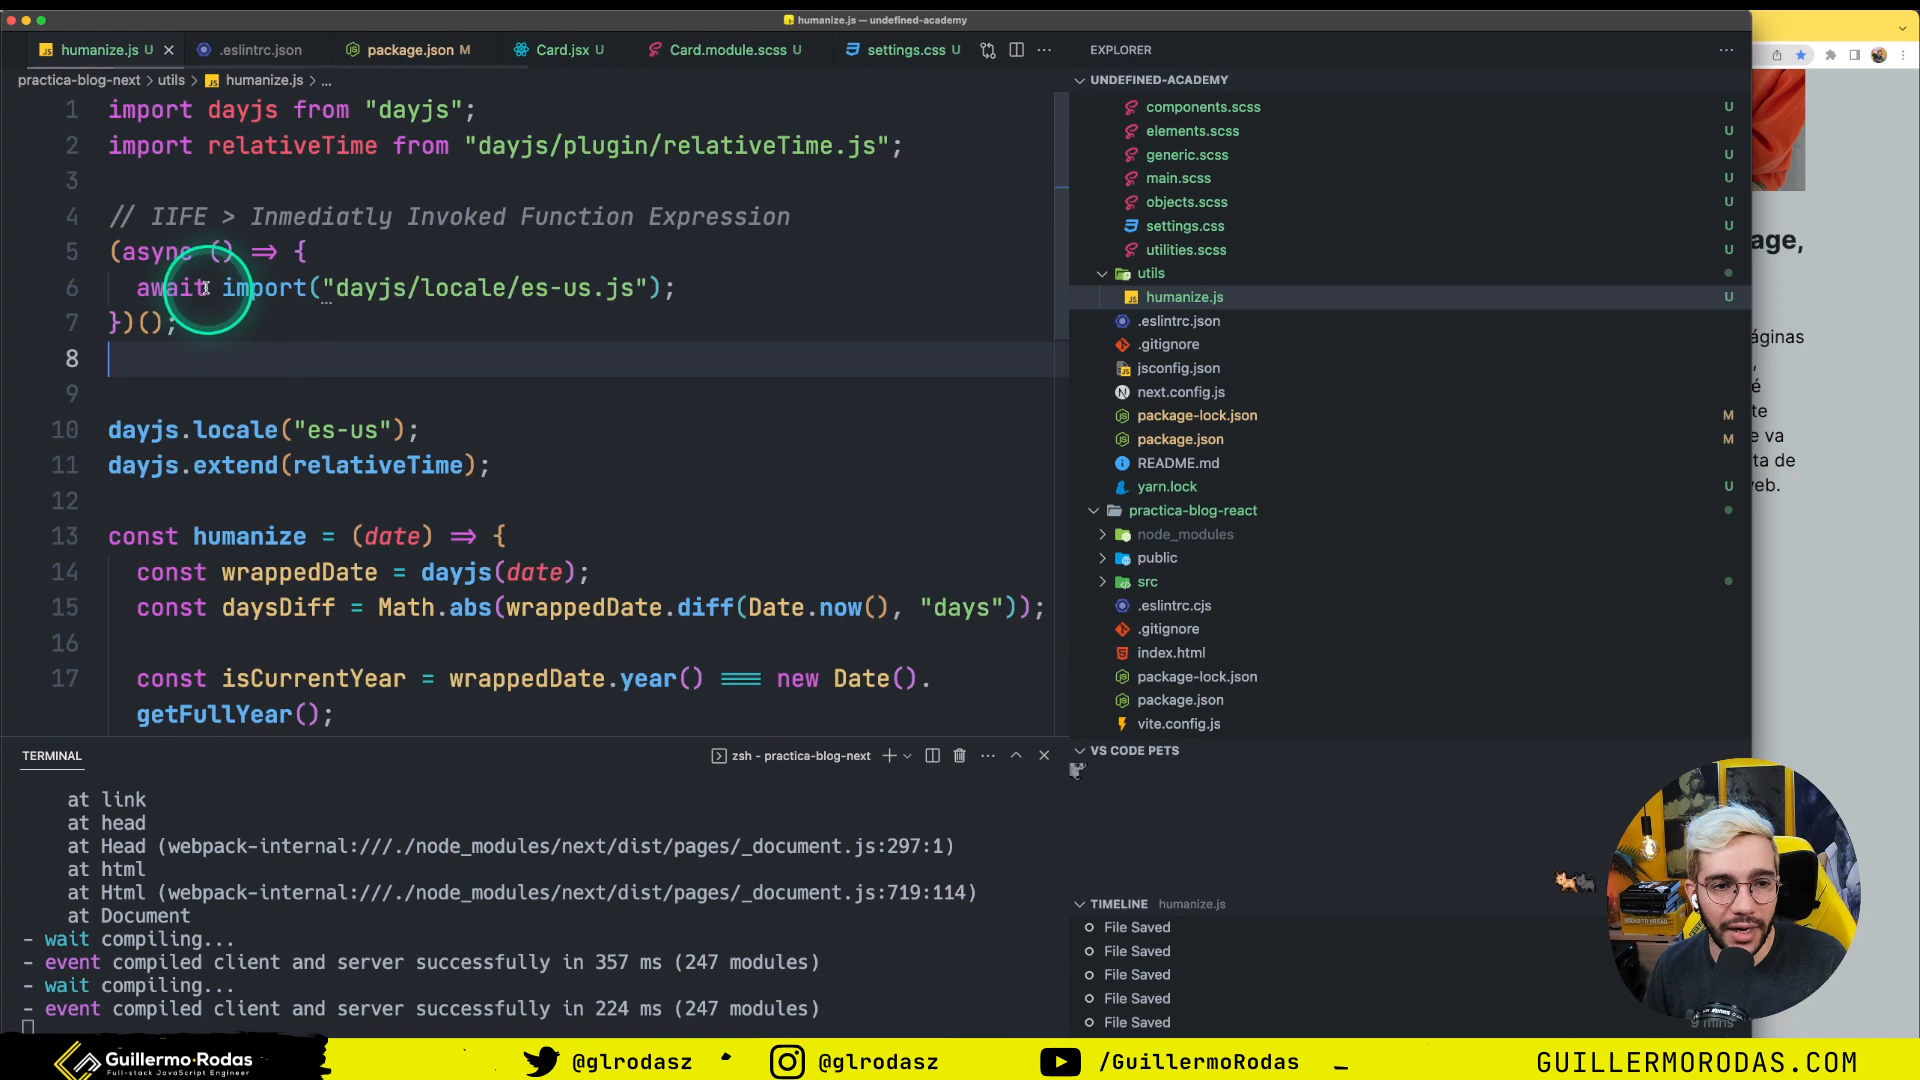 humanize.js — undefined-academy
humanize.js U
.eslintrc.json
package.json M
Card.jsx U
Card.module.scss U
settings.css U
practica-blog-next > utils > humanize.js > ...
1 import dayjs from "dayjs";
2 import relativeTime from "dayjs/plugin/relativeTime.js";
3
4 // IIFE > Inmediatly Invoked Function Expression
5 (async () => {
6 await import("dayjs/locale/es-us.js");
7 })();
8
9
10 dayjs.locale("es-us");
11 dayjs.extend(relativeTime);
12
13 const humanize = (date) => {
14 const wrappedDate = dayjs(date);
15 const daysDiff = Math.abs(wrappedDate.diff(Date.now(), "days"));
16
17 const isCurrentYear = wrappedDate.year() === new Date().
getFullYear();
TERMINAL
zsh - practica-blog-next
at link
at head
at Head (webpack-internal:///./node_modules/next/dist/pages/_document.js:297:1)
at html
at Html (webpack-internal:///./node_modules/next/dist/pages/_document.js:719:114)
at Document
- wait compiling...
- event compiled client and server successfully in 357 ms (247 modules)
- wait compiling...
- event compiled client and server successfully in 224 ms (247 modules)
EXPLORER
UNDEFINED-ACADEMY
components.scss U
elements.scss U
generic.scss U
main.scss U
objects.scss U
settings.css U
utilities.scss U
utils
humanize.js U
.eslintrc.json
.gitignore
jsconfig.json
next.config.js
package-lock.json M
package.json M
README.md
yarn.lock U
practica-blog-react
node_modules
public
src
.eslintrc.cjs
.gitignore
index.html
package-lock.json
package.json
vite.config.js
VS CODE PETS
TIMELINE humanize.js
File Saved
File Saved
File Saved
File Saved
File Saved
9 mins
age,
áginas
,
é
te
e va
ta de
veb.
Guillermo·Rodas
Full-stack JavaScript Engineer
@glrodasz
@glrodasz
/GuillermoRodas
GUILLERMORODAS.COM